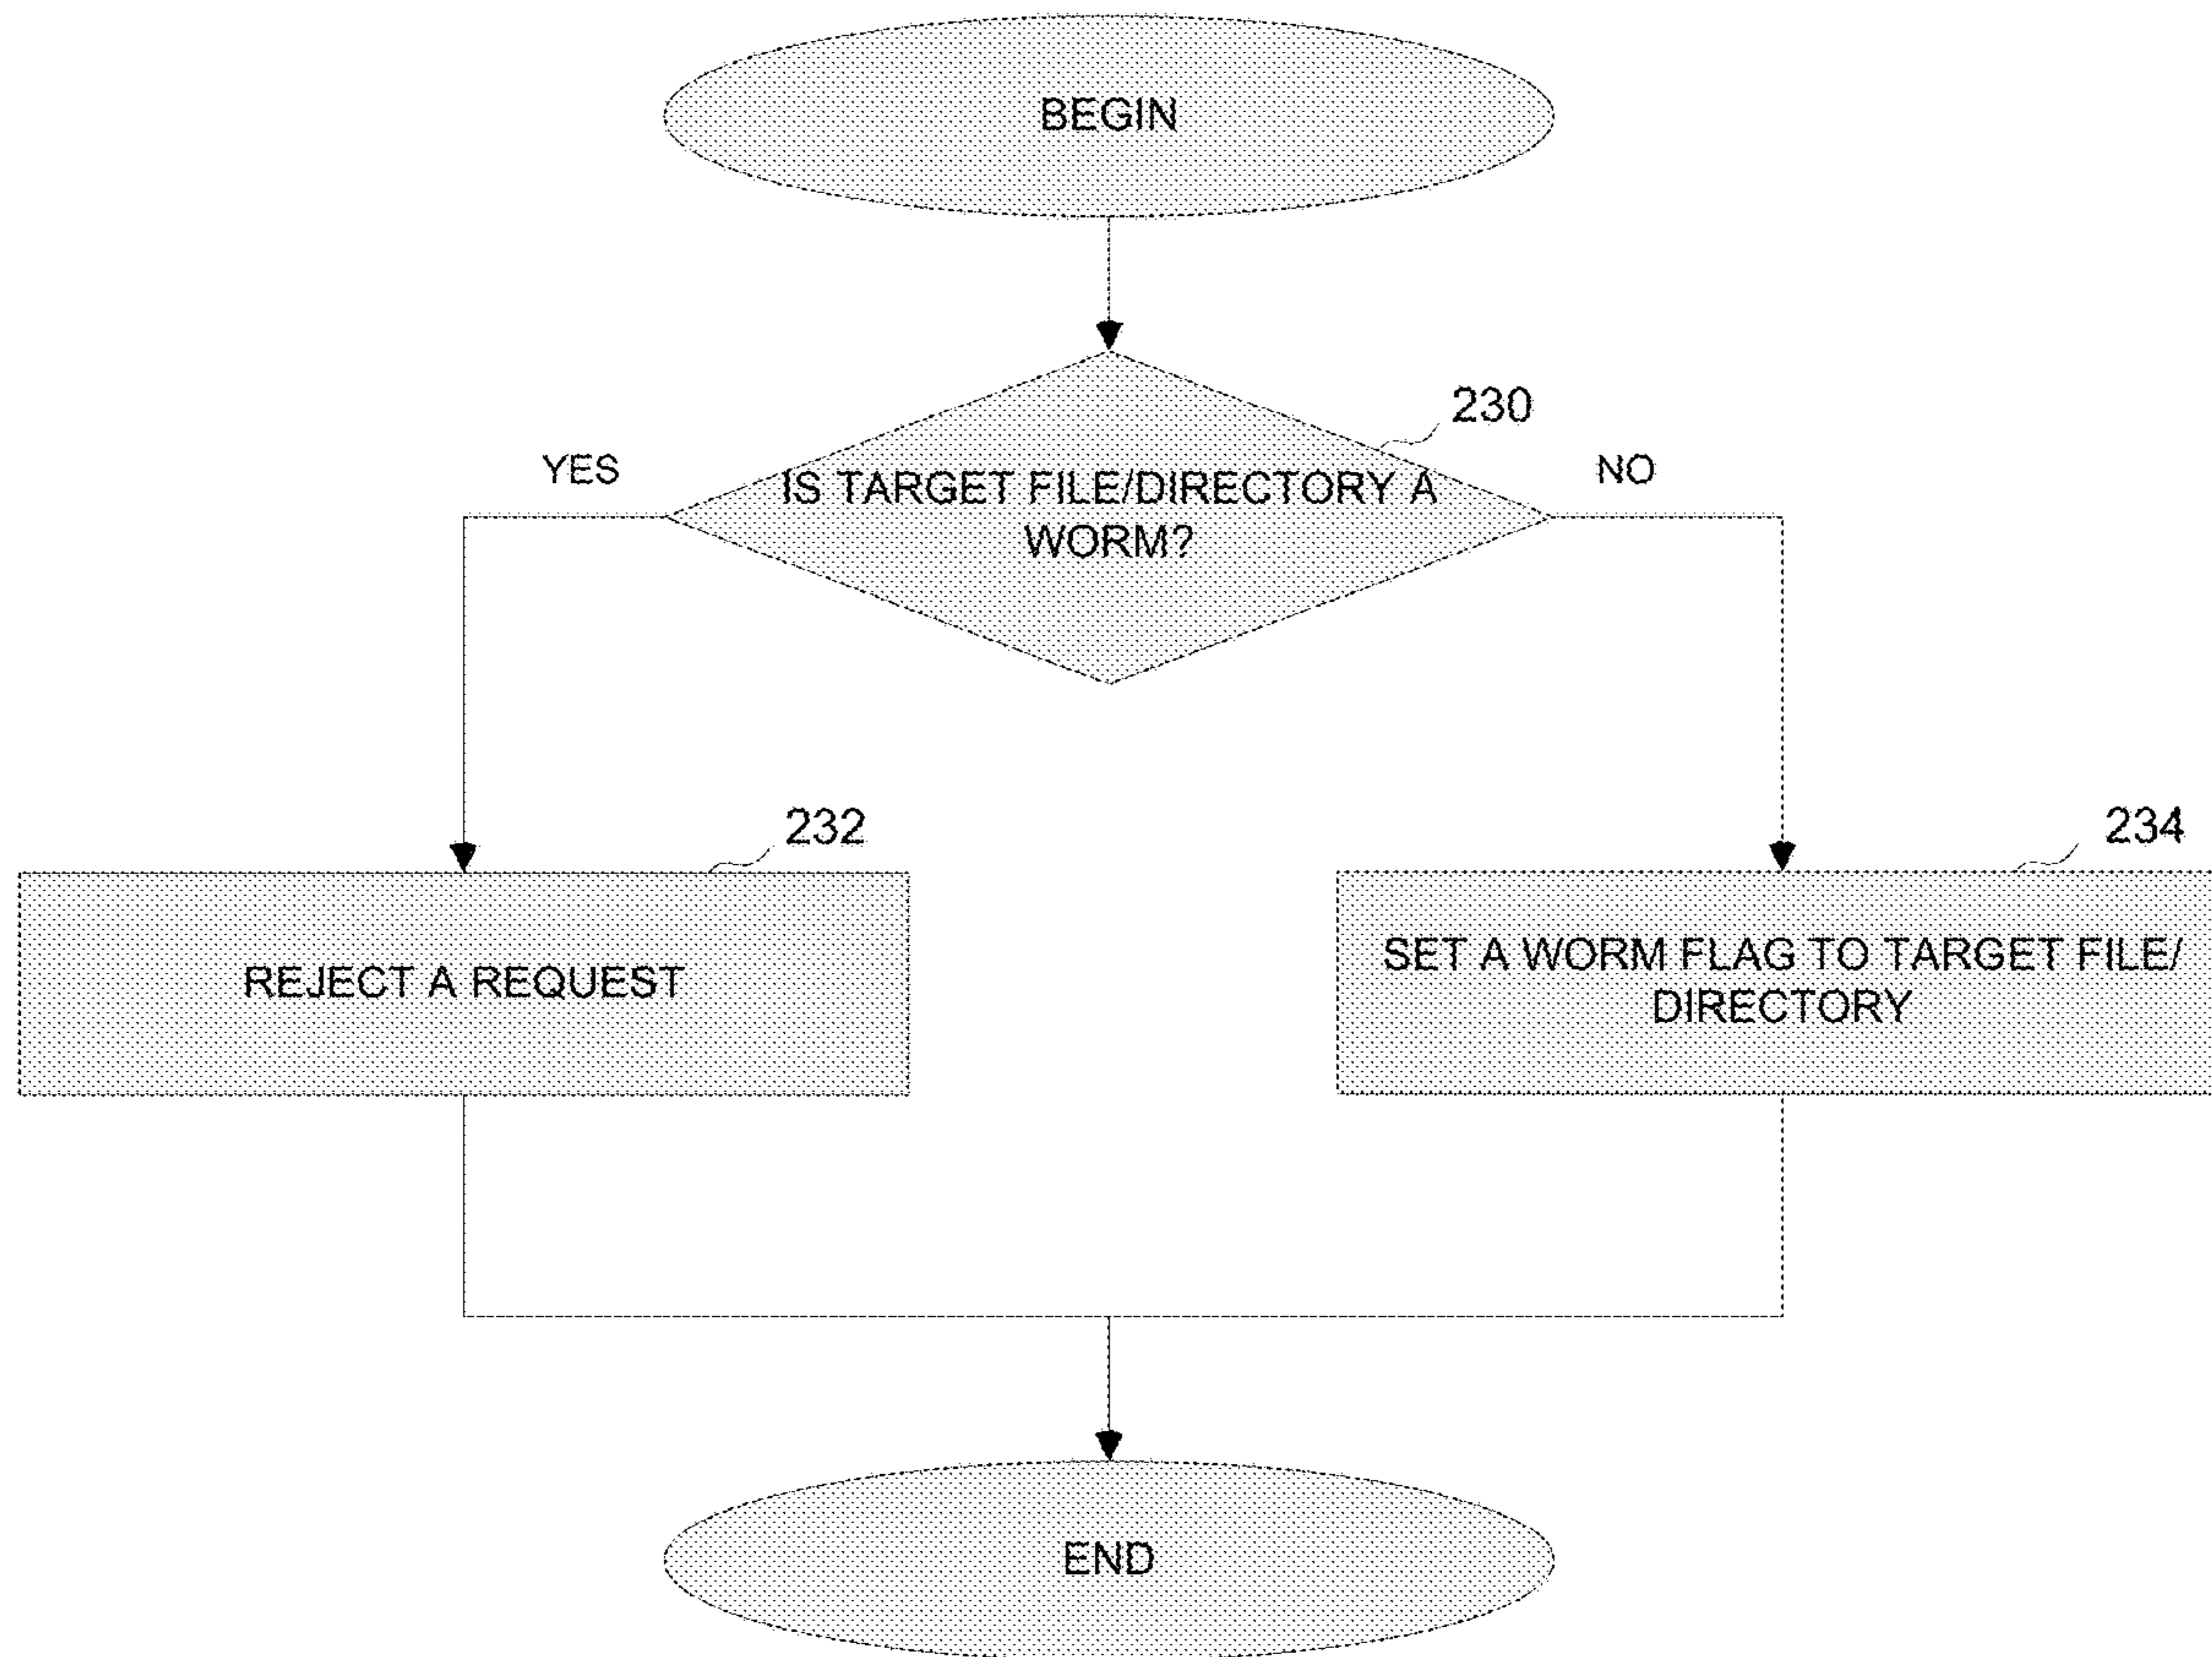 BEGIN
230
YES
NO
IS TARGET FILE/DIRECTORY A
WORM?
232
234
REJECT A REQUEST
SET A WORM FLAG TO TARGET FILE/
DIRECTORY
END